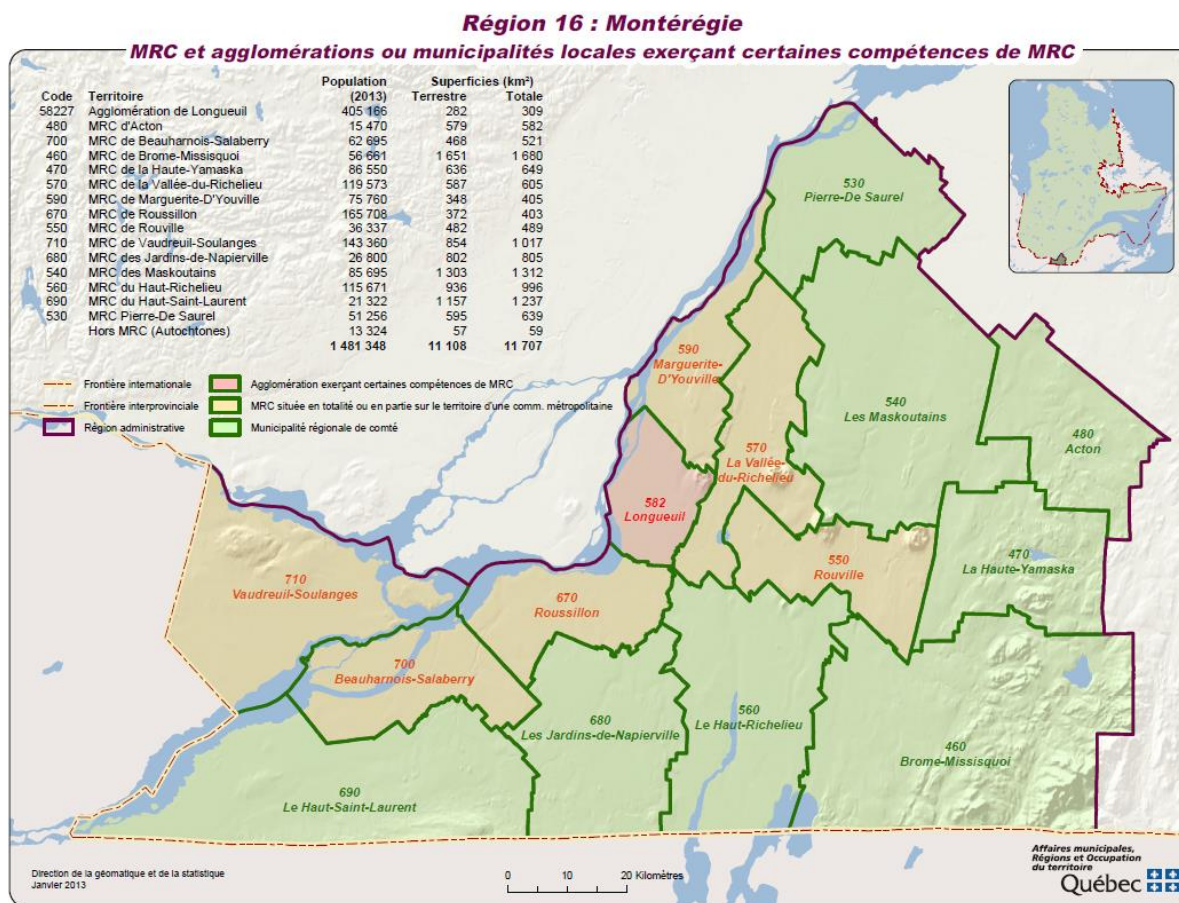 Région 16 : Montérégie
MRC et agglomérations ou municipalités locales exerçant certaines compétences de MRC
Population Superficies (km²)
Code Territoire (2013) Terrestre Totale
58227 Agglomération de Longueuil 405 166 282 309
480 MRC d'Acton 15 470 579 582
700 MRC de Beauharnois-Salaberry 62 695 468 521
460 MRC de Brome-Missisquoi 56 661 1 651 1 680
470 MRC de la Haute-Yamaska 86 550 636 649
570 MRC de la Vallée-du-Richelieu 119 573 587 605
590 MRC de Marguerite-D'Youville 75 760 348 405
670 MRC de Roussillon 165 708 372 403
550 MRC de Rouville 36 337 482 489
710 MRC de Vaudreuil-Soulanges 143 360 854 1 017
680 MRC des Jardins-de-Napierville 26 800 802 805
540 MRC des Maskoutains 85 695 1 303 1 312
560 MRC du Haut-Richelieu 115 671 936 996
690 MRC du Haut-Saint-Laurent 21 322 1 157 1 237
530 MRC Pierre-De Saurel 51 256 595 639
Hors MRC (Autochtones) 13 324 57 59
1 481 348 11 108 11 707
Frontière internationale
Frontière interprovinciale
Région administrative
Agglomération exerçant certaines compétences de MRC
MRC située en totalité ou en partie sur le territoire d'une comm. métropolitaine
Municipalité régionale de comté
530
Pierre-De Saurel
590
Marguerite-
D'Youville
540
Les Maskoutains
480
Acton
570
La Vallée-
du-Richelieu
582
Longueuil
550
Rouville
470
La Haute-Yamaska
710
Vaudreuil-Soulanges
670
Roussillon
700
Beauharnois-Salaberry
680
Les Jardins-de-Napierville
560
Le Haut-Richelieu
460
Brome-Missisquoi
690
Le Haut-Saint-Laurent
Direction de la géomatique et de la statistique
Janvier 2013
0 10 20 Kilomètres
Affaires municipales,
Régions et Occupation
du territoire
Québec